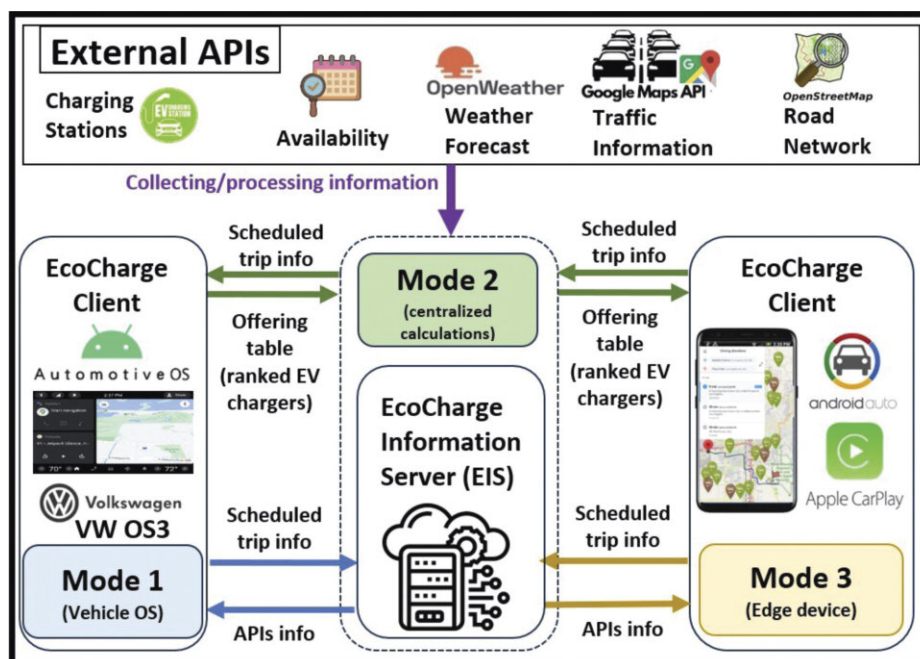 External APIs
Charging
Stations
EV CHARGING
STATION
Availability
OpenWeather
Weather
Forecast
Google Maps API
Traffic
Information
OpenStreetMap
Road
Network
Collecting/processing information
EcoCharge
Client
AutomotiveOS
Volkswagen
VW OS3
Mode 1
(Vehicle OS)
Scheduled
trip info
Offering
table
(ranked EV
chargers)
Scheduled
trip info
APIs info
Mode 2
(centralized
calculations)
EcoCharge
Information
Server (EIS)
Scheduled
trip info
Offering
table
(ranked EV
chargers)
Scheduled
trip info
APIs info
EcoCharge
Client
android auto
Apple CarPlay
Mode 3
(Edge device)
70°
72°